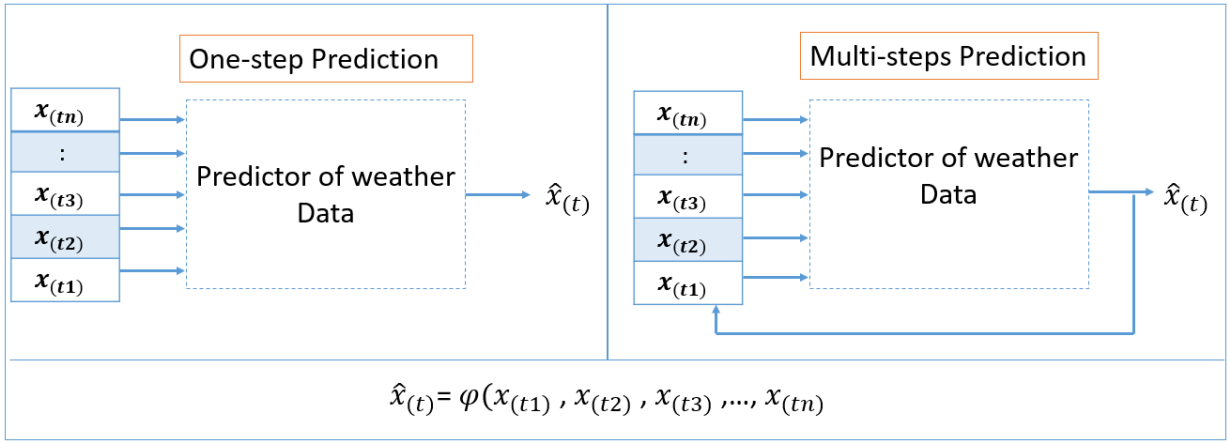 One-step Prediction
x(tn)
:
x(t3)
x(t2)
x(t1)
Predictor of weather
Data
x̂(t)
Multi-steps Prediction
x(tn)
:
x(t3)
x(t2)
x(t1)
Predictor of weather
Data
x̂(t)
x̂(t)= φ(x(t1) , x(t2) , x(t3) ,..., x(tn)